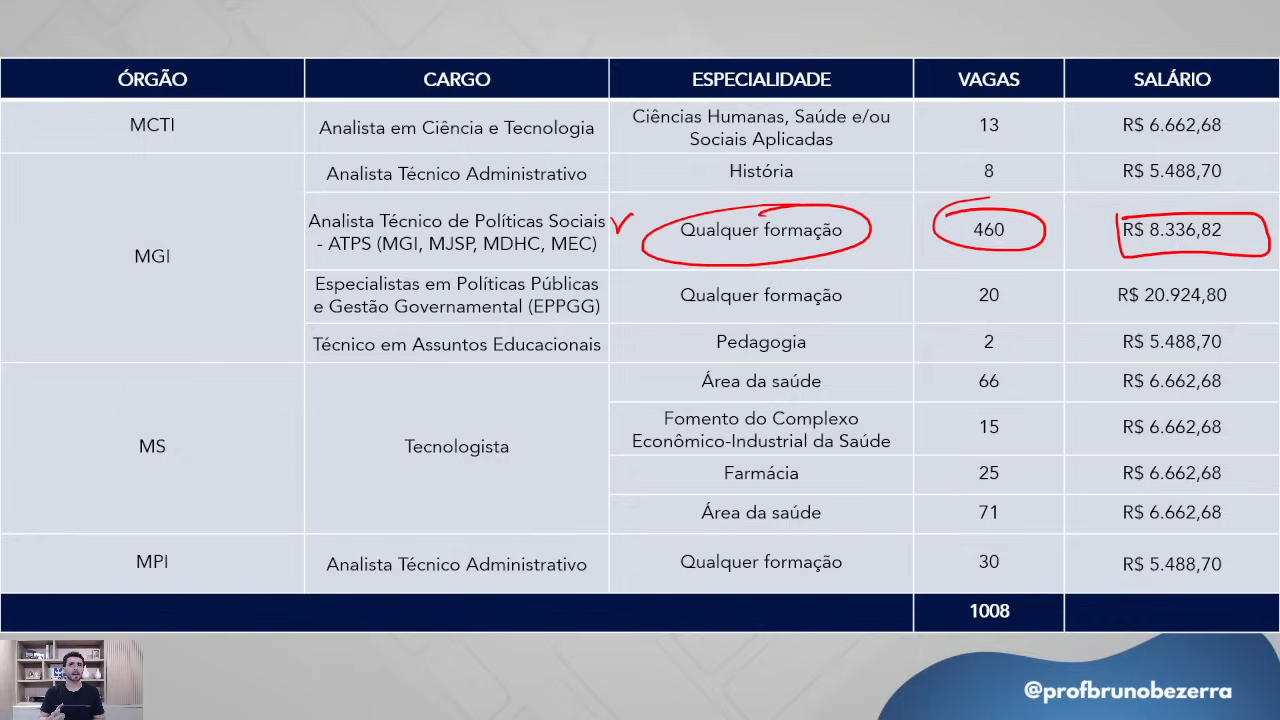 ÓRGÃO CARGO ESPECIALIDADE VAGAS SALÁRIO
MCTI Analista em Ciência e Tecnologia Ciências Humanas, Saúde e/ou
Sociais Aplicadas 13 R$ 6.662,68
MGI
Analista Técnico Administrativo História 8 R$ 5.488,70
Analista Técnico de Políticas Sociais
- ATPS (MGI, MJSP, MDHC, MEC) Qualquer formação 460 R$ 8.336,82
Especialistas em Políticas Públicas
e Gestão Governamental (EPPGG) Qualquer formação 20 R$ 20.924,80
Técnico em Assuntos Educacionais Pedagogia 2 R$ 5.488,70
MS Tecnologista
Área da saúde 66 R$ 6.662,68
Fomento do Complexo
Econômico-Industrial da Saúde 15 R$ 6.662,68
Farmácia 25 R$ 6.662,68
Área da saúde 71 R$ 6.662,68
MPI Analista Técnico Administrativo Qualquer formação 30 R$ 5.488,70
1008
@profbrunobezerra